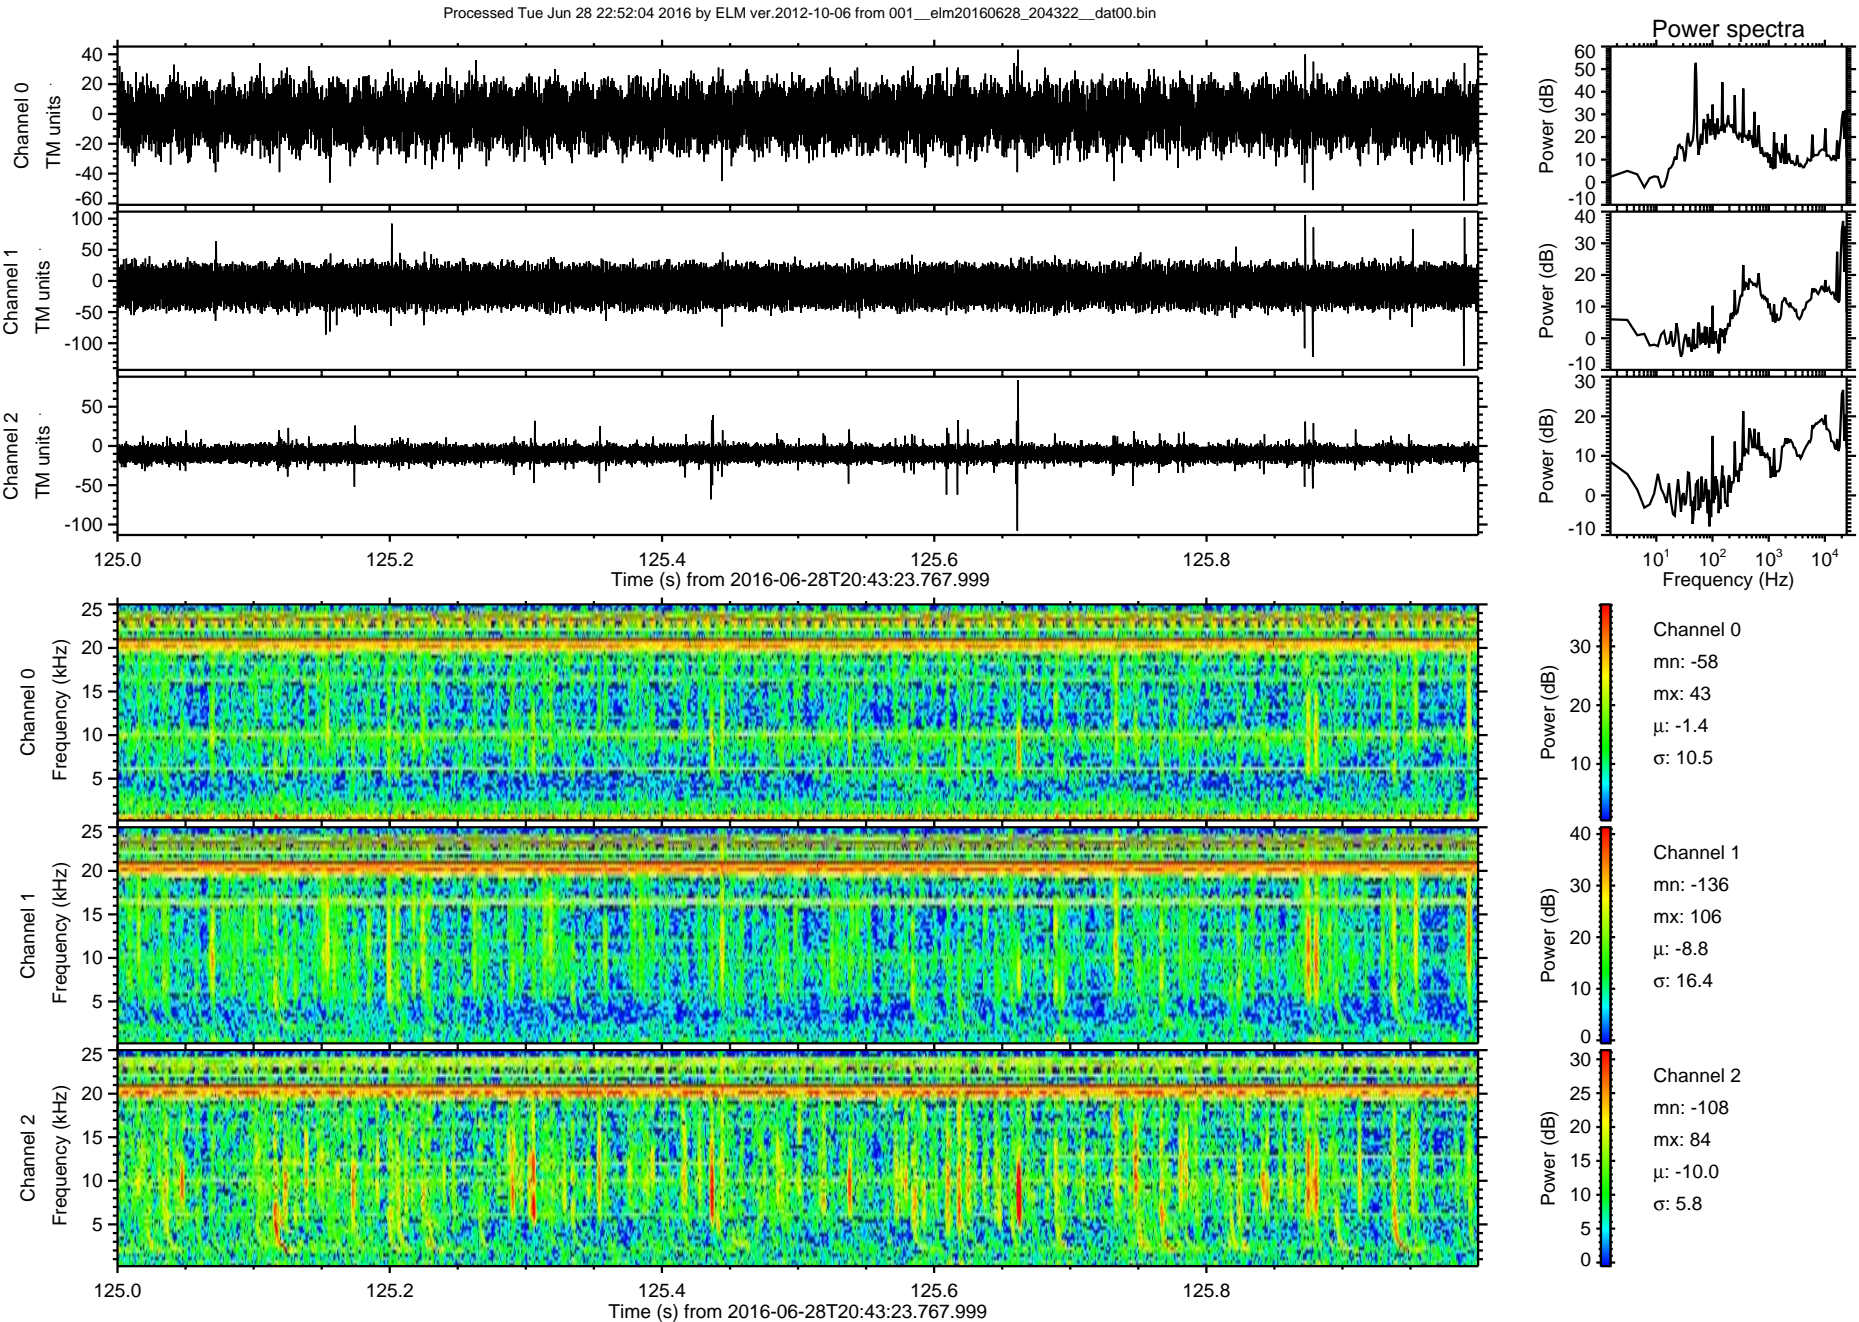 Processed Tue Jun 28 22:52:04 2016 by ELM ver.2012-10-06 from 001__elm20160628_204322__dat00.bin
Power spectra
Channel 0
TM units
40
20
0
-20
-40
-60
Power (dB)
60
50
40
30
20
10
0
-10
Channel 1
TM units
100
50
0
-50
-100
Power (dB)
40
30
20
10
0
-10
Channel 2
TM units
50
0
-50
-100
Power (dB)
30
20
10
0
-10
125.0 125.2 125.4 125.6 125.8
Time (s) from 2016-06-28T20:43:23.767.999
10¹ 10² 10³ 10⁴
Frequency (Hz)
Channel 0
Frequency (kHz)
25
20
15
10
5
Power (dB)
30
20
10
Channel 0
mn: -58
mx: 43
μ: -1.4
σ: 10.5
Channel 1
Frequency (kHz)
25
20
15
10
5
Power (dB)
40
30
20
10
0
Channel 1
mn: -136
mx: 106
μ: -8.8
σ: 16.4
Channel 2
Frequency (kHz)
25
20
15
10
5
Power (dB)
30
25
20
15
10
5
0
Channel 2
mn: -108
mx: 84
μ: -10.0
σ: 5.8
125.0 125.2 125.4 125.6 125.8
Time (s) from 2016-06-28T20:43:23.767.999